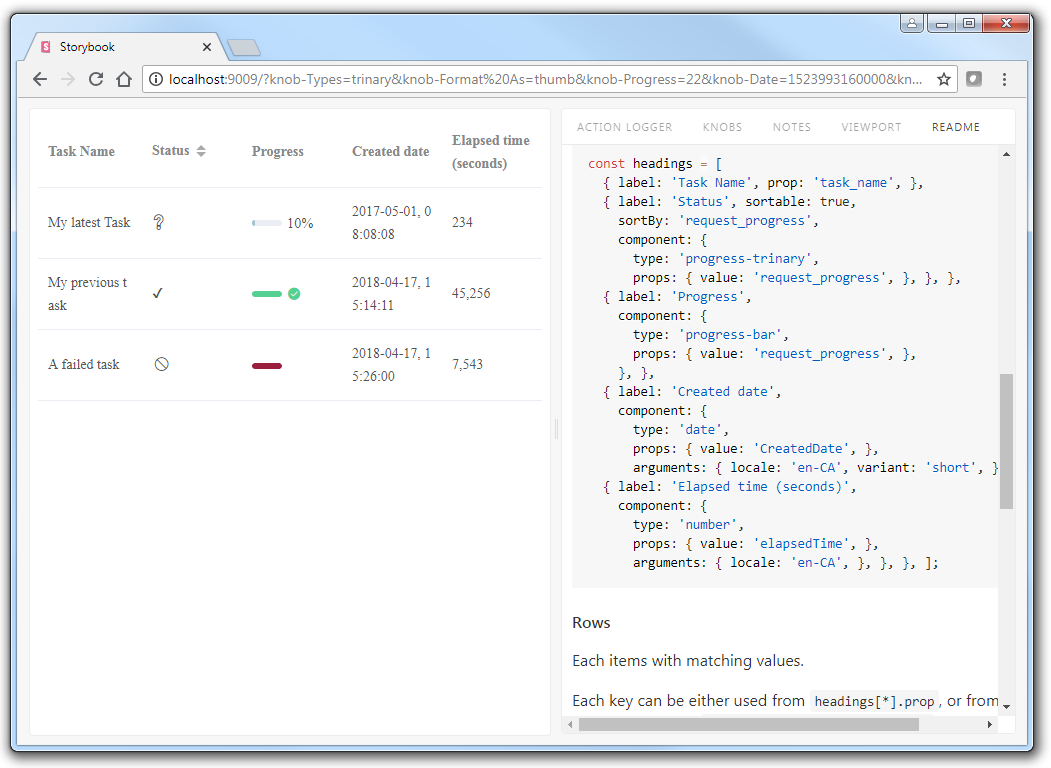 Storybook
localhost:9009/?knob-Types=trinary&knob-Format%20As=thumb&knob-Progress=22&knob-Date=1523993160000&kn...
Task Name Status Progress Created date Elapsed time
(seconds)
My latest Task 10% 2017-05-01, 0
8:08:08 234
My previous t
ask 2018-04-17, 1
5:14:11 45,256
A failed task 2018-04-17, 1
5:26:00 7,543
ACTION LOGGER KNOBS NOTES VIEWPORT README
const headings = [
{ label: 'Task Name', prop: 'task_name', },
{ label: 'Status', sortable: true,
sortBy: 'request_progress',
component: {
type: 'progress-trinary',
props: { value: 'request_progress', }, }, },
{ label: 'Progress',
component: {
type: 'progress-bar',
props: { value: 'request_progress', },
}, },
{ label: 'Created date',
component: {
type: 'date',
props: { value: 'CreatedDate', },
arguments: { locale: 'en-CA', variant: 'short', }
{ label: 'Elapsed time (seconds)',
component: {
type: 'number',
props: { value: 'elapsedTime', },
arguments: { locale: 'en-CA', }, }, }, ];
Rows
Each items with matching values.
Each key can be either used from headings[*].prop, or from